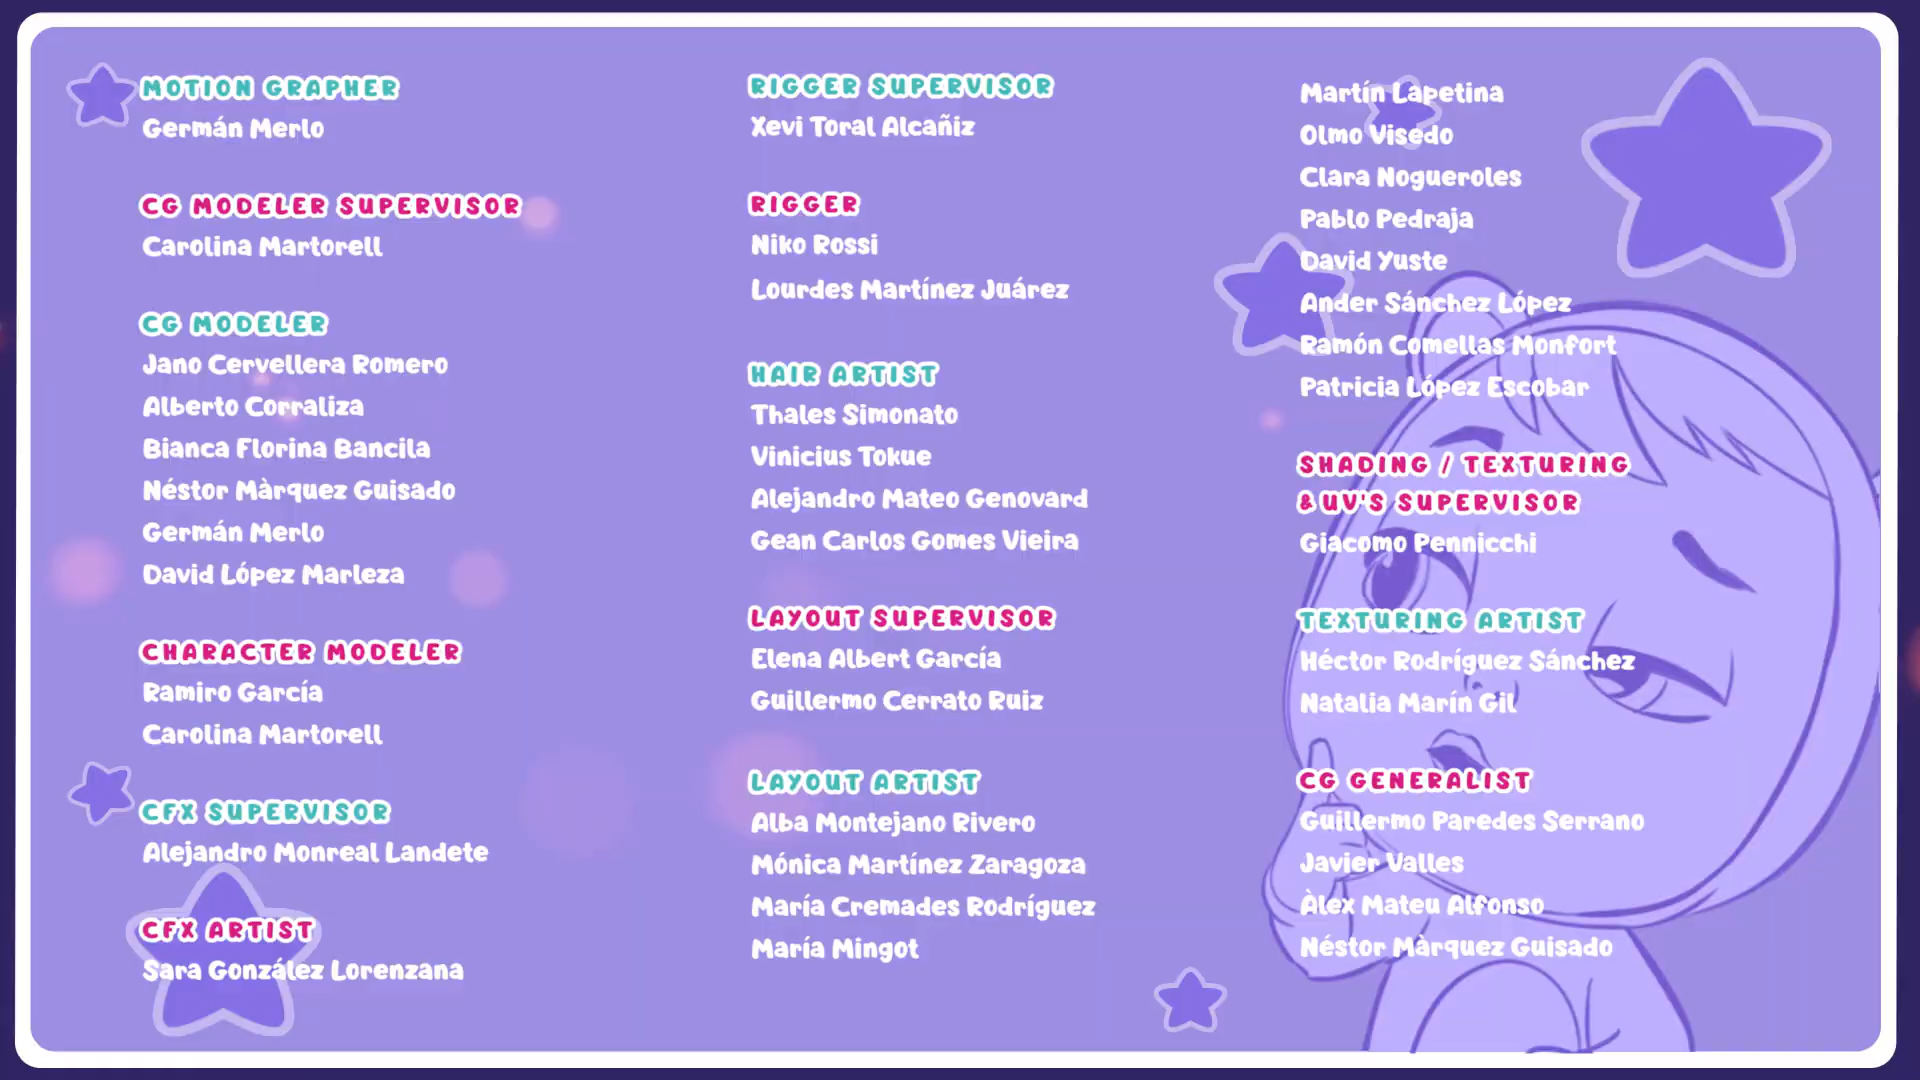 MOTION GRAPHER
Germán Merlo
CG MODELER SUPERVISOR
Carolina Martorell
CG MODELER
Jano Cervellera Romero
Alberto Corraliza
Bianca Florina Bancila
Néstor Màrquez Guisado
Germán Merlo
David López Marleza
CHARACTER MODELER
Ramiro García
Carolina Martorell
CFX SUPERVISOR
Alejandro Monreal Landete
CFX ARTIST
Sara González Lorenzana
RIGGER SUPERVISOR
Xevi Toral Alcañiz
RIGGER
Niko Rossi
Lourdes Martínez Juárez
HAIR ARTIST
Thales Simonato
Vinicius Tokue
Alejandro Mateo Genovard
Gean Carlos Gomes Vieira
LAYOUT SUPERVISOR
Elena Albert García
Guillermo Cerrato Ruiz
LAYOUT ARTIST
Alba Montejano Rivero
Mónica Martínez Zaragoza
María Cremades Rodríguez
María Mingot
Martín Lapetina
Olmo Visedo
Clara Nogueroles
Pablo Pedraja
David Yuste
Ander Sánchez López
Ramón Comellas Monfort
Patricia López Escobar
SHADING / TEXTURING
& UV'S SUPERVISOR
Giacomo Pennicchi
TEXTURING ARTIST
Héctor Rodríguez Sánchez
Natalia Marín Gil
CG GENERALIST
Guillermo Paredes Serrano
Javier Valles
Àlex Mateu Alfonso
Néstor Màrquez Guisado